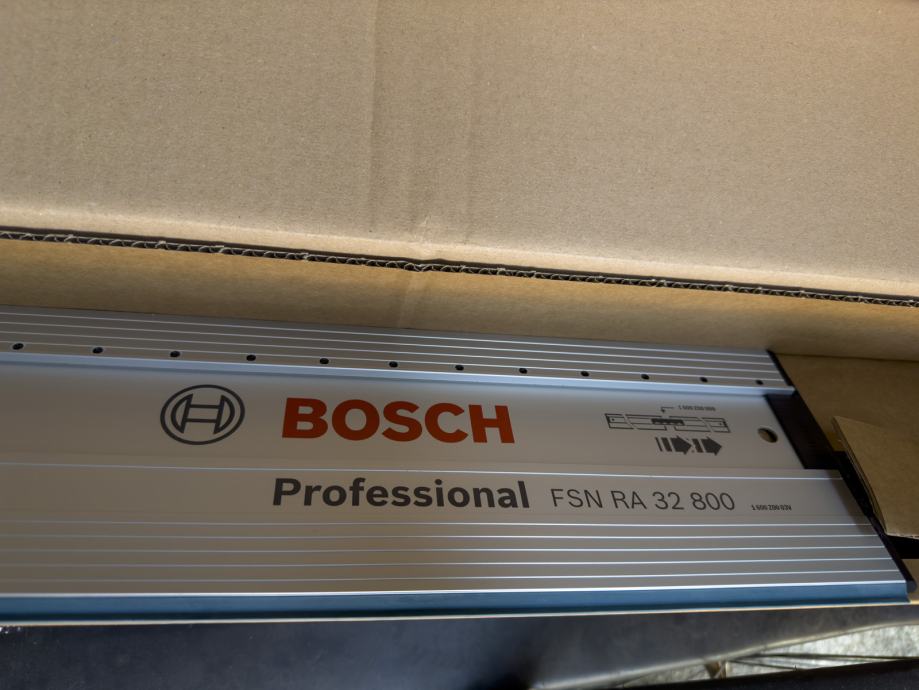 BOSCH
Professional FSN RA 32 800